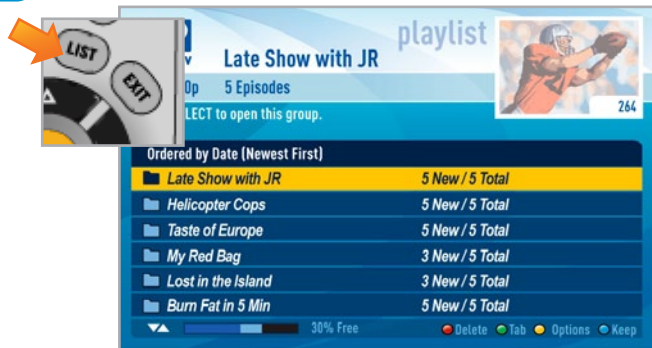 LIST
EXIT
playlist
Late Show with JR
5 Episodes
264
LECT to open this group.
Ordered by Date (Newest First)
Late Show with JR 5 New / 5 Total
Helicopter Cops 5 New / 5 Total
Taste of Europe 5 New / 5 Total
My Red Bag 3 New / 5 Total
Lost in the Island 3 New / 5 Total
Burn Fat in 5 Min 5 New / 5 Total
30% Free Delete Tab Options Keep